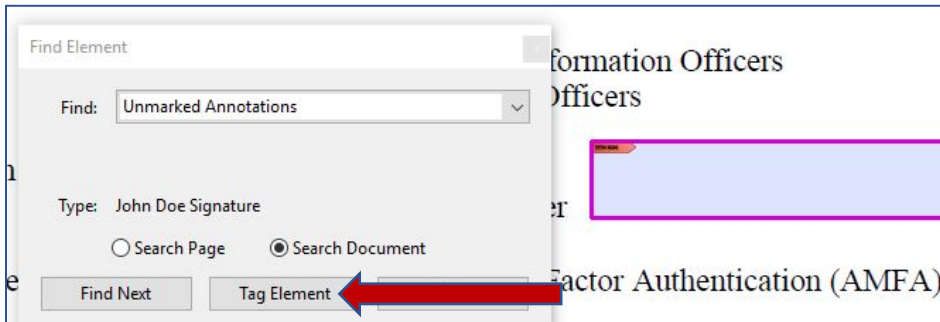 Find Element
Find: Unmarked Annotations
Type: John Doe Signature
Search Page Search Document
Find Next Tag Element
formation Officers
Officers
er
Factor Authentication (AMFA)